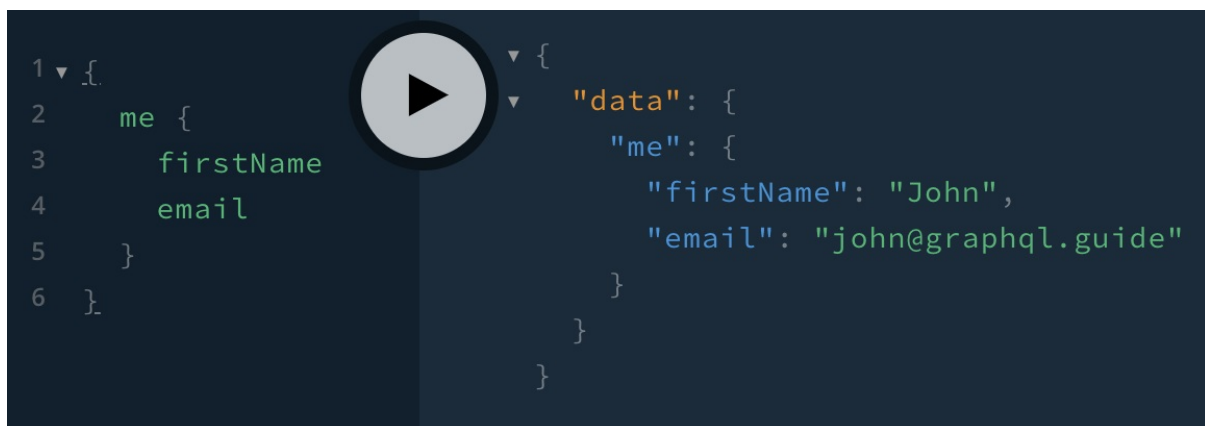 1 {
2 me {
3 firstName
4 email
5 }
6 }
{
"data": {
"me": {
"firstName": "John",
"email": "john@graphql.guide"
}
}
}